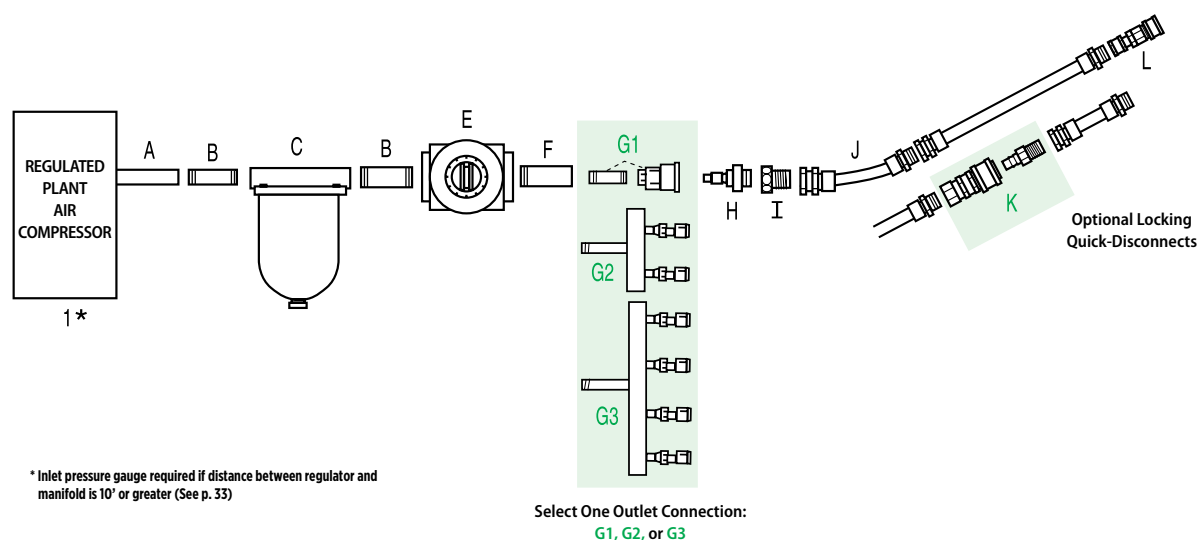 REGULATED
PLANT
AIR
COMPRESSOR
1*
A
B
C
B
E
F
G1
G2
G3
H
I
J
K
L
Optional Locking
Quick-Disconnects
* Inlet pressure gauge required if distance between regulator and
manifold is 10’ or greater (See p. 33)
Select One Outlet Connection:
G1, G2, or G3